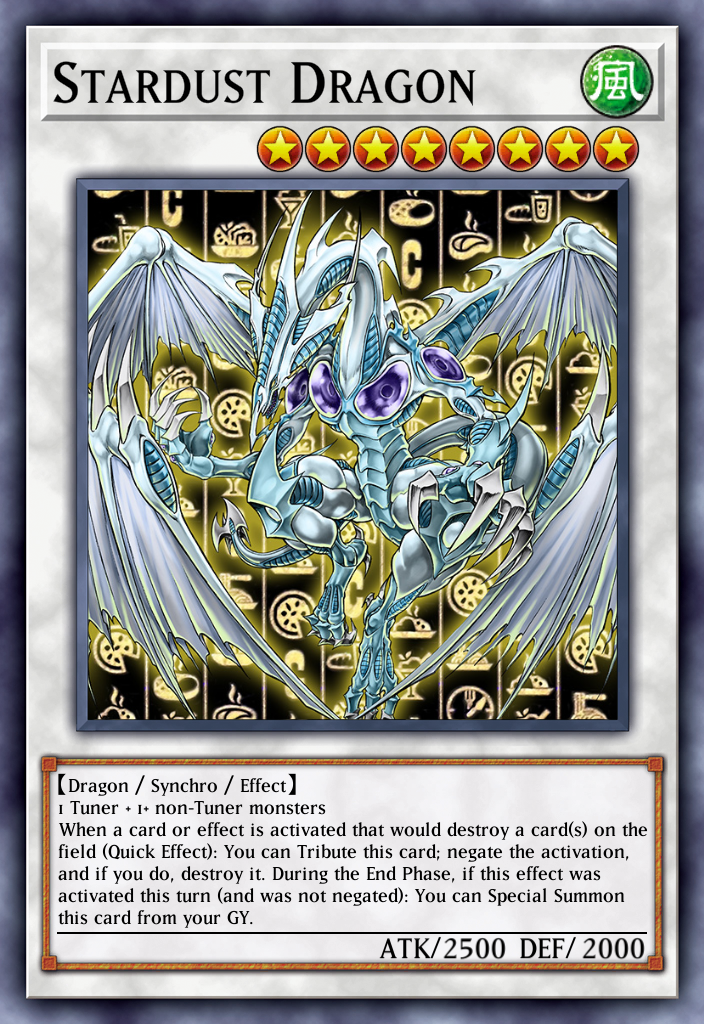 STARDUST DRAGON
風
【Dragon / Synchro / Effect】
1 Tuner + 1+ non-Tuner monsters
When a card or effect is activated that would destroy a card(s) on the
field (Quick Effect): You can Tribute this card; negate the activation,
and if you do, destroy it. During the End Phase, if this effect was
activated this turn (and was not negated): You can Special Summon
this card from your GY.
ATK/2500 DEF/2000